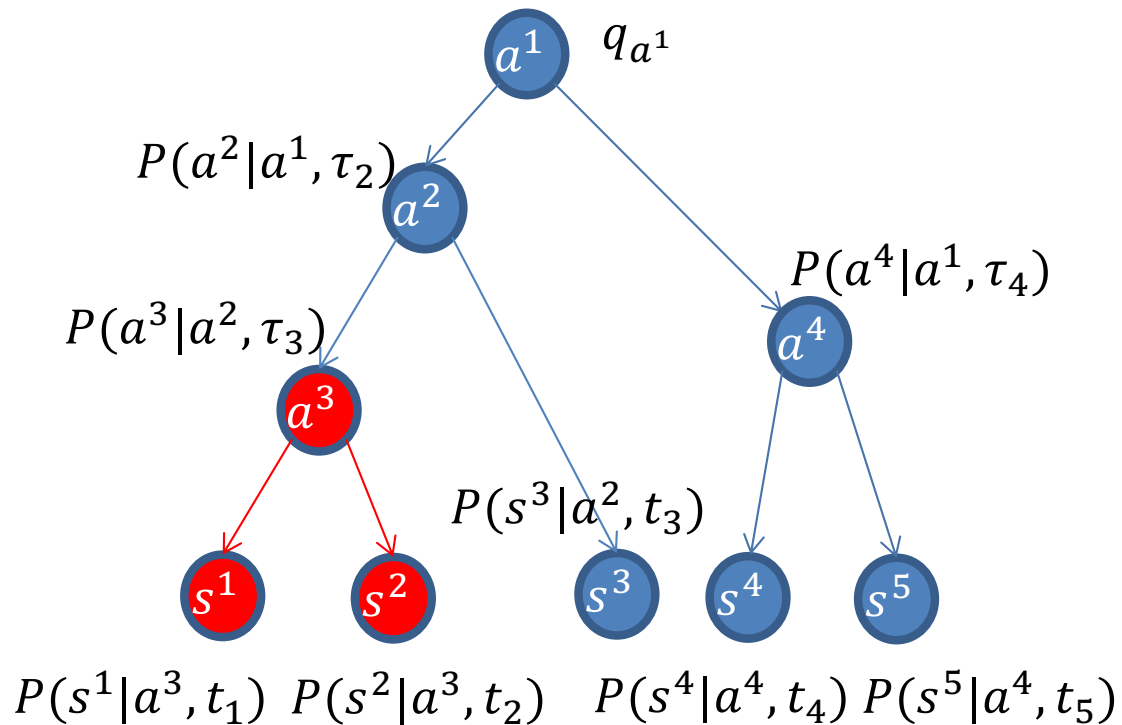 a¹ q_{a¹}
P(a²|a¹, τ₂)
a²
P(a⁴|a¹, τ₄)
P(a³|a², τ₃)
a⁴
a³
P(s³|a², t₃)
s¹ s² s³ s⁴ s⁵
P(s¹|a³, t₁) P(s²|a³, t₂) P(s⁴|a⁴, t₄) P(s⁵|a⁴, t₅)